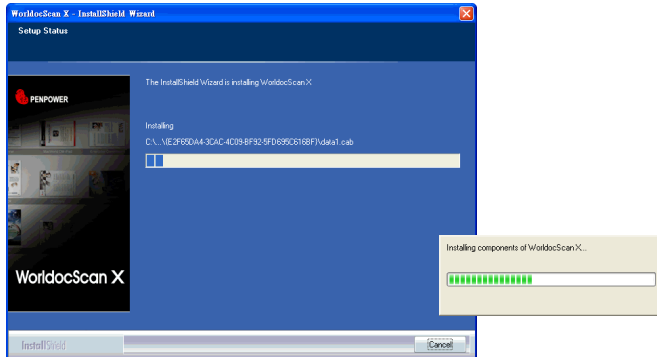 WorldocScan X - InstallShield Wizard
Setup Status
The InstallShield Wizard is installing WorldocScan X
PENPOWER
Installing
C:\...\{E2F65DA4-3CAC-4C09-BF92-5FD695C616BF}\data1.cab
Installing components of WorldocScan X...
WorldocScan X
InstallShield
Cancel